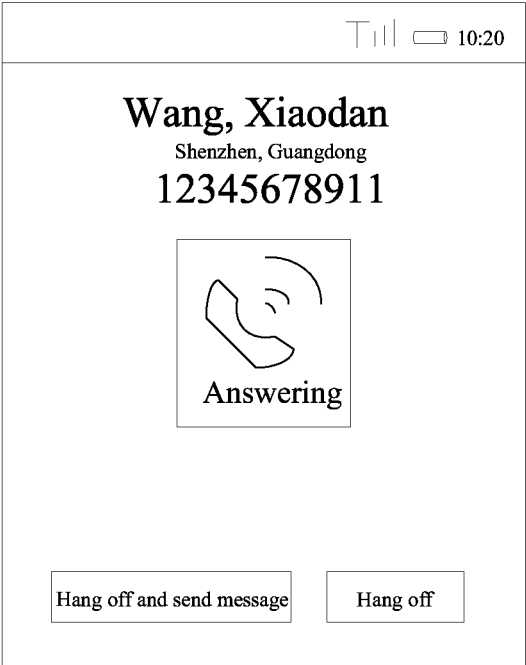 10:20
Wang, Xiaodan
Shenzhen, Guangdong
12345678911
Answering
Hang off and send message
Hang off